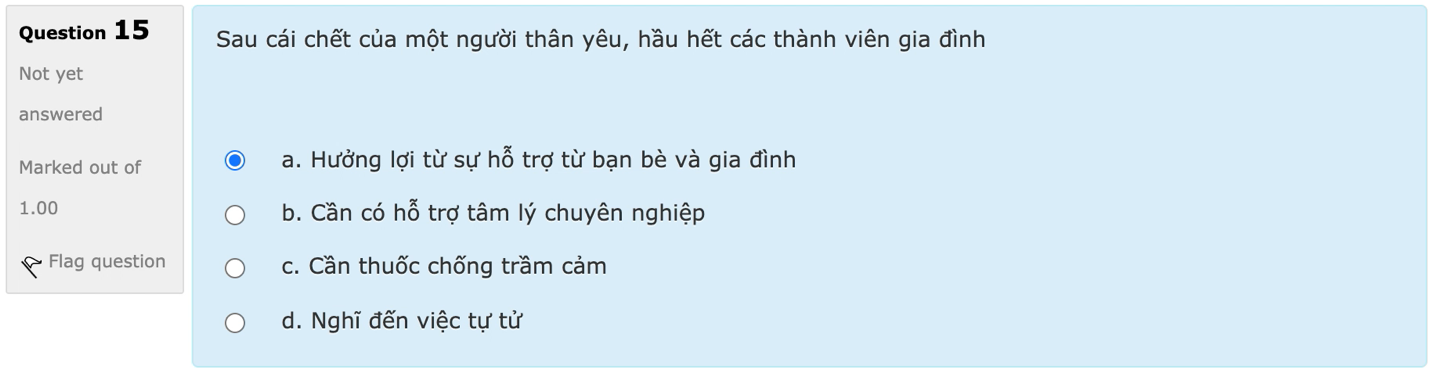 Question 15
Not yet
answered
Marked out of
1.00
Flag question
Sau cái chết của một người thân yêu, hầu hết các thành viên gia đình
a. Hưởng lợi từ sự hỗ trợ từ bạn bè và gia đình
b. Cần có hỗ trợ tâm lý chuyên nghiệp
c. Cần thuốc chống trầm cảm
d. Nghĩ đến việc tự tử